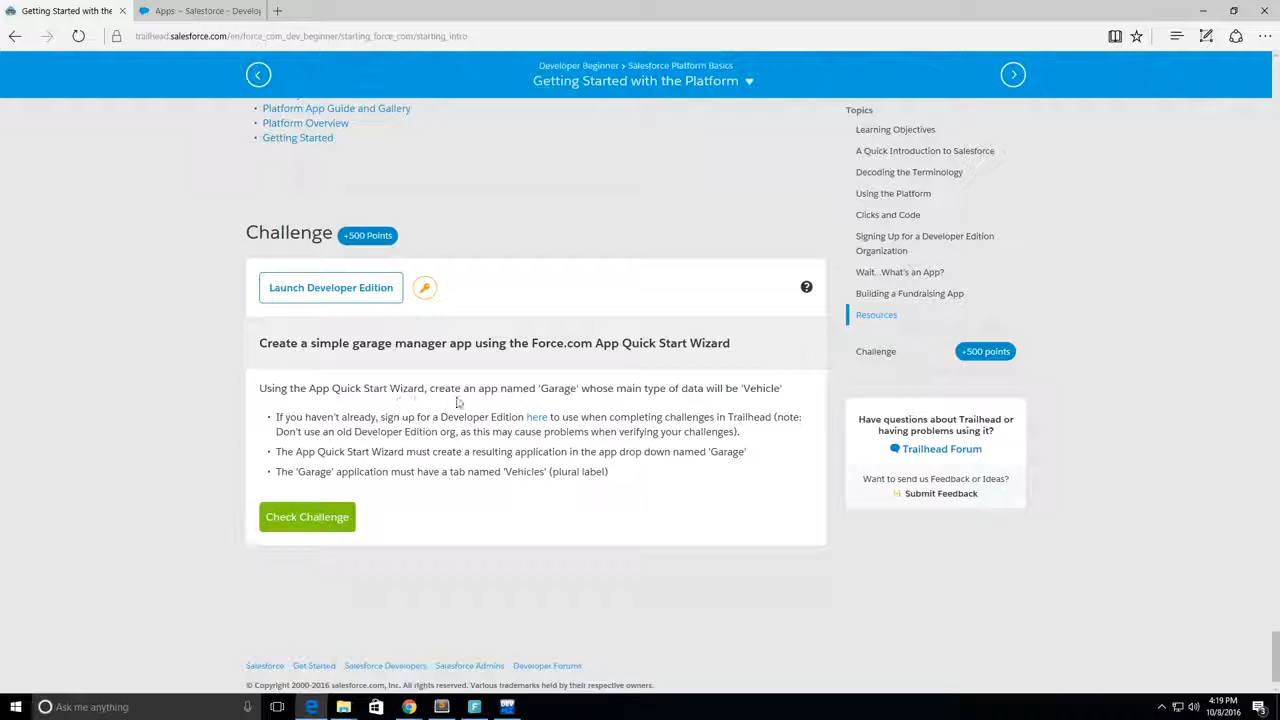 Getting Started with the
Apps – Salesforce – Develop
trailhead.salesforce.com/en/force_com_dev_beginner/starting_force_com/starting_intro
Developer Beginner › Salesforce Platform Basics
Getting Started with the Platform
Platform App Guide and Gallery
Platform Overview
Getting Started
Challenge +500 Points
Launch Developer Edition
Create a simple garage manager app using the Force.com App Quick Start Wizard
Using the App Quick Start Wizard, create an app named 'Garage' whose main type of data will be 'Vehicle'
• If you haven't already, sign up for a Developer Edition here to use when completing challenges in Trailhead (note:
Don't use an old Developer Edition org, as this may cause problems when verifying your challenges).
• The App Quick Start Wizard must create a resulting application in the app drop down named 'Garage'
• The 'Garage' application must have a tab named 'Vehicles' (plural label)
Check Challenge
Topics
Learning Objectives
A Quick Introduction to Salesforce
Decoding the Terminology
Using the Platform
Clicks and Code
Signing Up for a Developer Edition
Organization
Wait...What's an App?
Building a Fundraising App
Resources
Challenge +500 points
Have questions about Trailhead or
having problems using it?
Trailhead Forum
Want to send us Feedback or Ideas?
Submit Feedback
Salesforce Get Started Salesforce Developers Salesforce Admins Developer Forums
© Copyright 2000-2016 salesforce.com, inc. All rights reserved. Various trademarks held by their respective owners.
Ask me anything
4:19 PM
10/8/2016